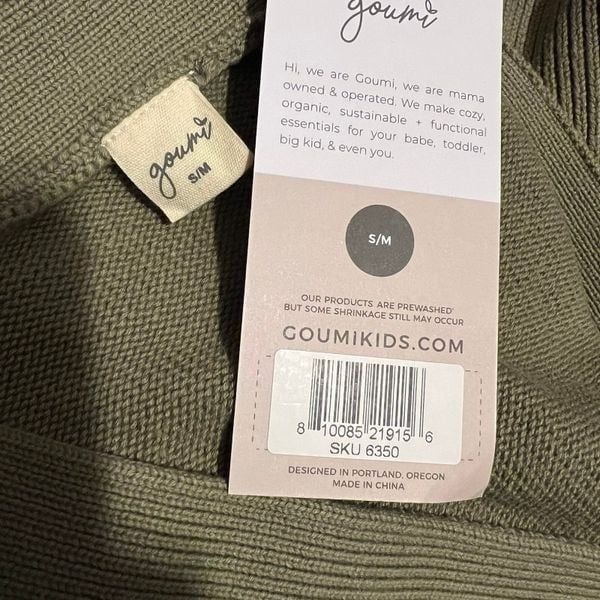 goumi
Hi, we are Goumi, we are mama
owned & operated. We make cozy,
organic, sustainable + functional
essentials for your babe, toddler,
big kid, & even you.
goumi
S/M
S/M
OUR PRODUCTS ARE PREWASHED*
BUT SOME SHRINKAGE STILL MAY OCCUR
GOUMIKIDS.COM
8 10085 21915 6
SKU 6350
DESIGNED IN PORTLAND, OREGON
MADE IN CHINA